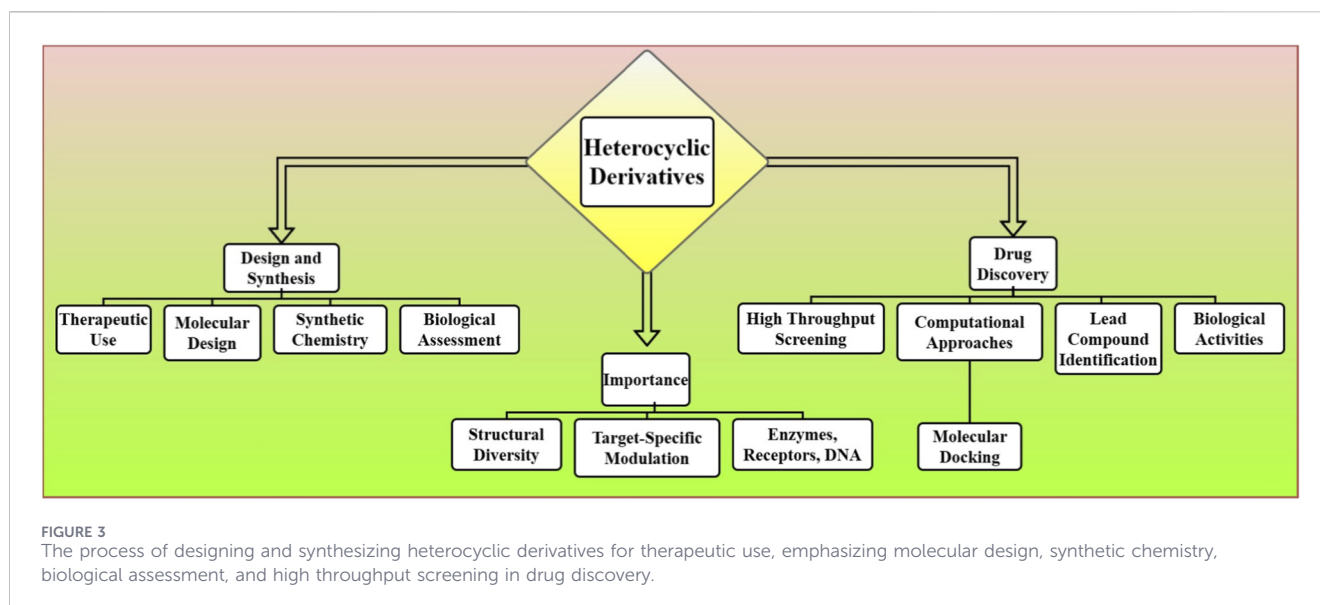 Heterocyclic
Derivatives
Design and
Synthesis
Therapeutic
Use
Molecular
Design
Synthetic
Chemistry
Biological
Assessment
Importance
Structural
Diversity
Target-Specific
Modulation
Enzymes,
Receptors, DNA
Drug
Discovery
High Throughput
Screening
Computational
Approaches
Lead
Compound
Identification
Biological
Activities
Molecular
Docking
FIGURE 3
The process of designing and synthesizing heterocyclic derivatives for therapeutic use, emphasizing molecular design, synthetic chemistry,
biological assessment, and high throughput screening in drug discovery.